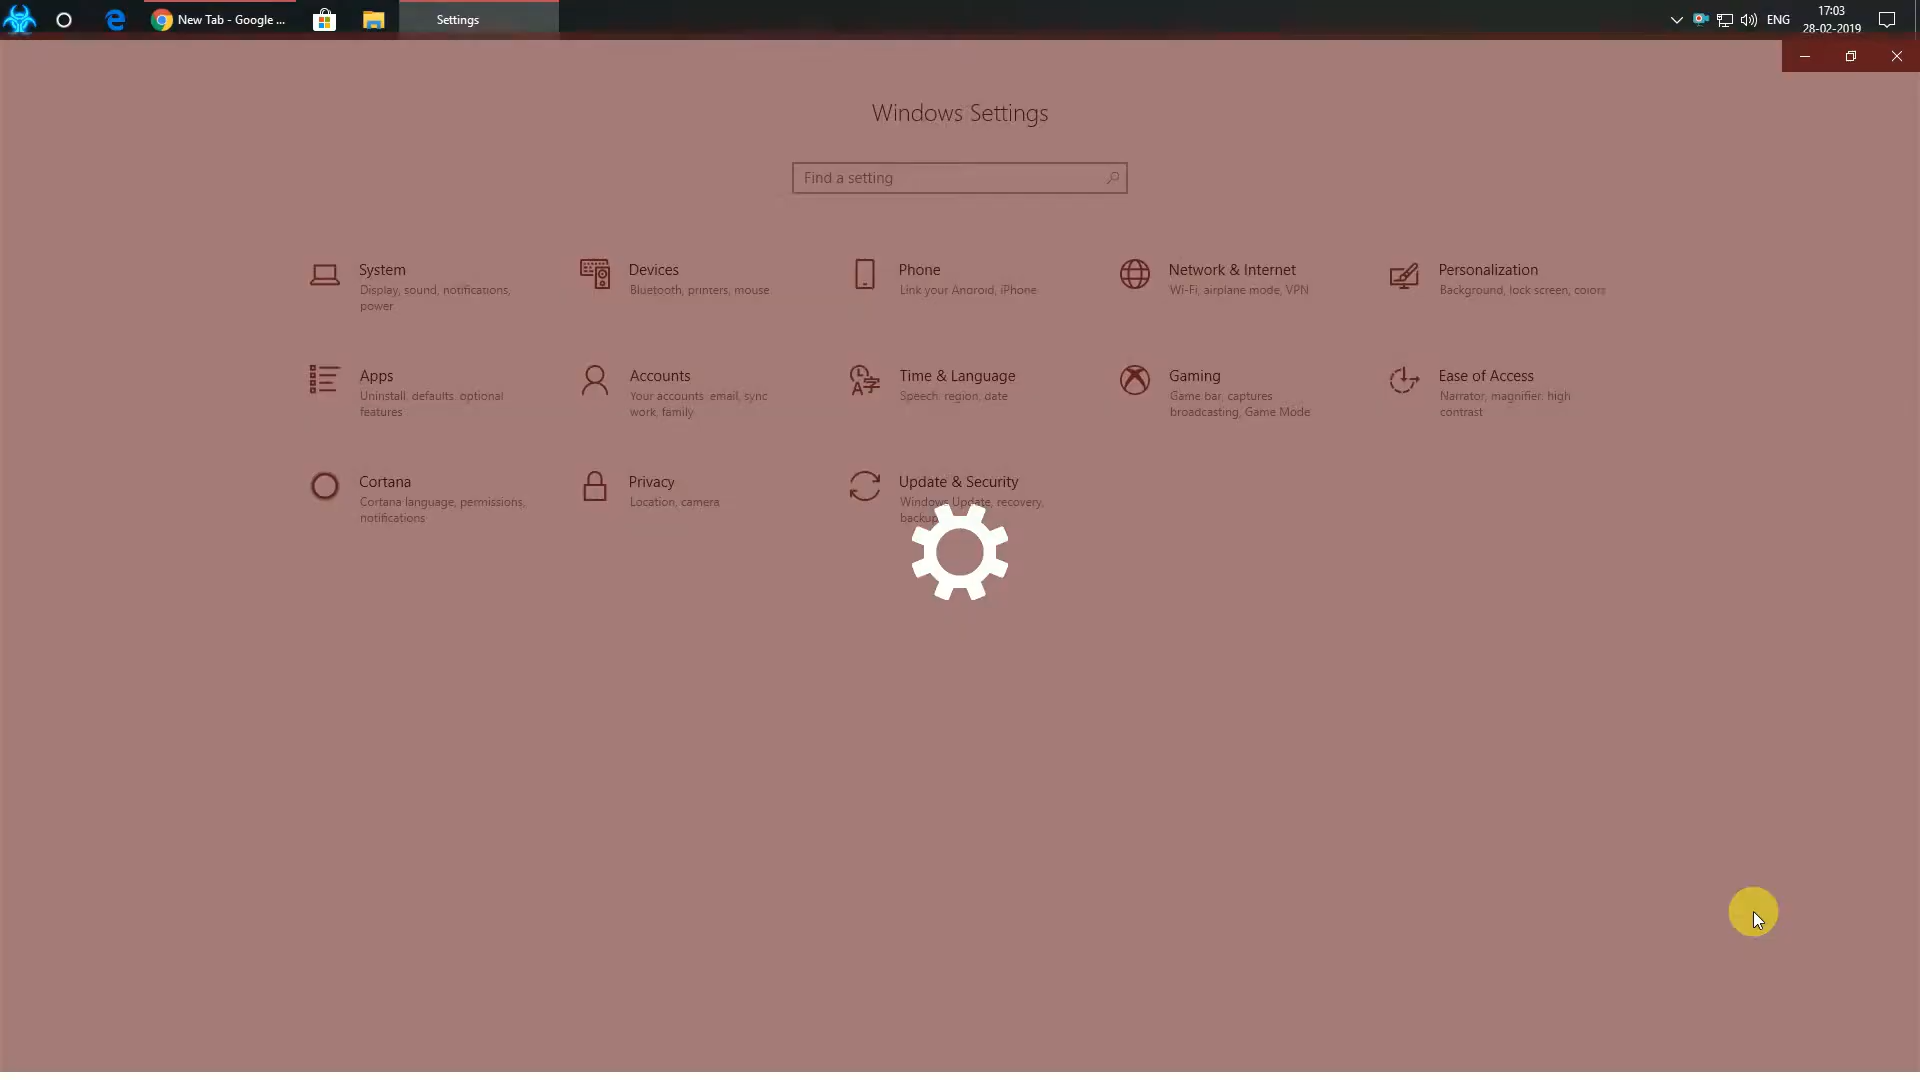 New Tab - Google ...
Settings
ENG
17:03
28-02-2019
Windows Settings
Find a setting
System
Display, sound, notifications,
power
Devices
Bluetooth, printers, mouse
Phone
Link your Android, iPhone
Network & Internet
Wi-Fi, airplane mode, VPN
Personalization
Background, lock screen, colors
Apps
Uninstall, defaults, optional
features
Accounts
Your accounts, email, sync,
work, family
Time & Language
Speech, region, date
Gaming
Game bar, captures,
broadcasting, Game Mode
Ease of Access
Narrator, magnifier, high
contrast
Cortana
Cortana language, permissions,
notifications
Privacy
Location, camera
Update & Security
Windows Update, recovery,
backup